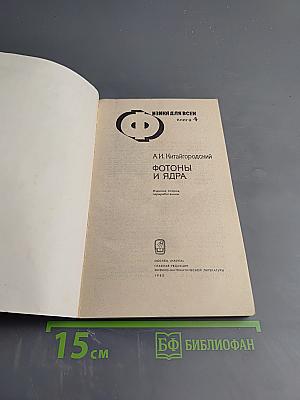 ФИЗИКА ДЛЯ ВСЕХ
КНИГА 4
А.И. Китайгородский
ФОТОНЫ
И ЯДРА
Издание второе,
переработанное
МОСКВА «НАУКА»
ГЛАВНАЯ РЕДАКЦИЯ
ФИЗИКО-МАТЕМАТИЧЕСКОЙ ЛИТЕРАТУРЫ
1982
15 см
БФ БИБЛИОФАН